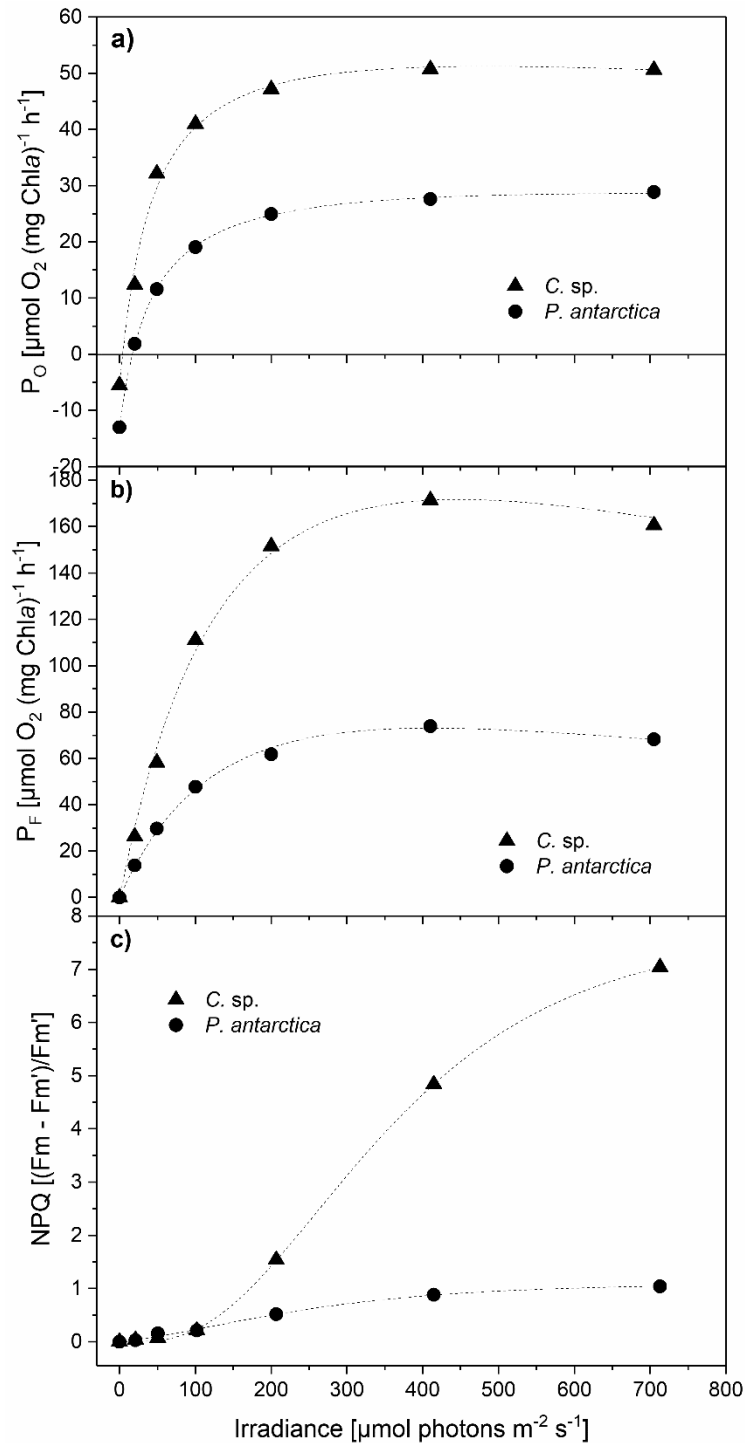 a)
60
50
40
30
20
10
0
-10
-20
P_O [µmol O₂ (mg Chla)⁻¹ h⁻¹]
C. sp.
P. antarctica
b)
180
160
140
120
100
80
60
40
20
0
P_F [µmol O₂ (mg Chla)⁻¹ h⁻¹]
C. sp.
P. antarctica
c)
8
7
6
5
4
3
2
1
0
NPQ [(Fm - Fm')/Fm']
C. sp.
P. antarctica
0 100 200 300 400 500 600 700 800
Irradiance [µmol photons m⁻² s⁻¹]